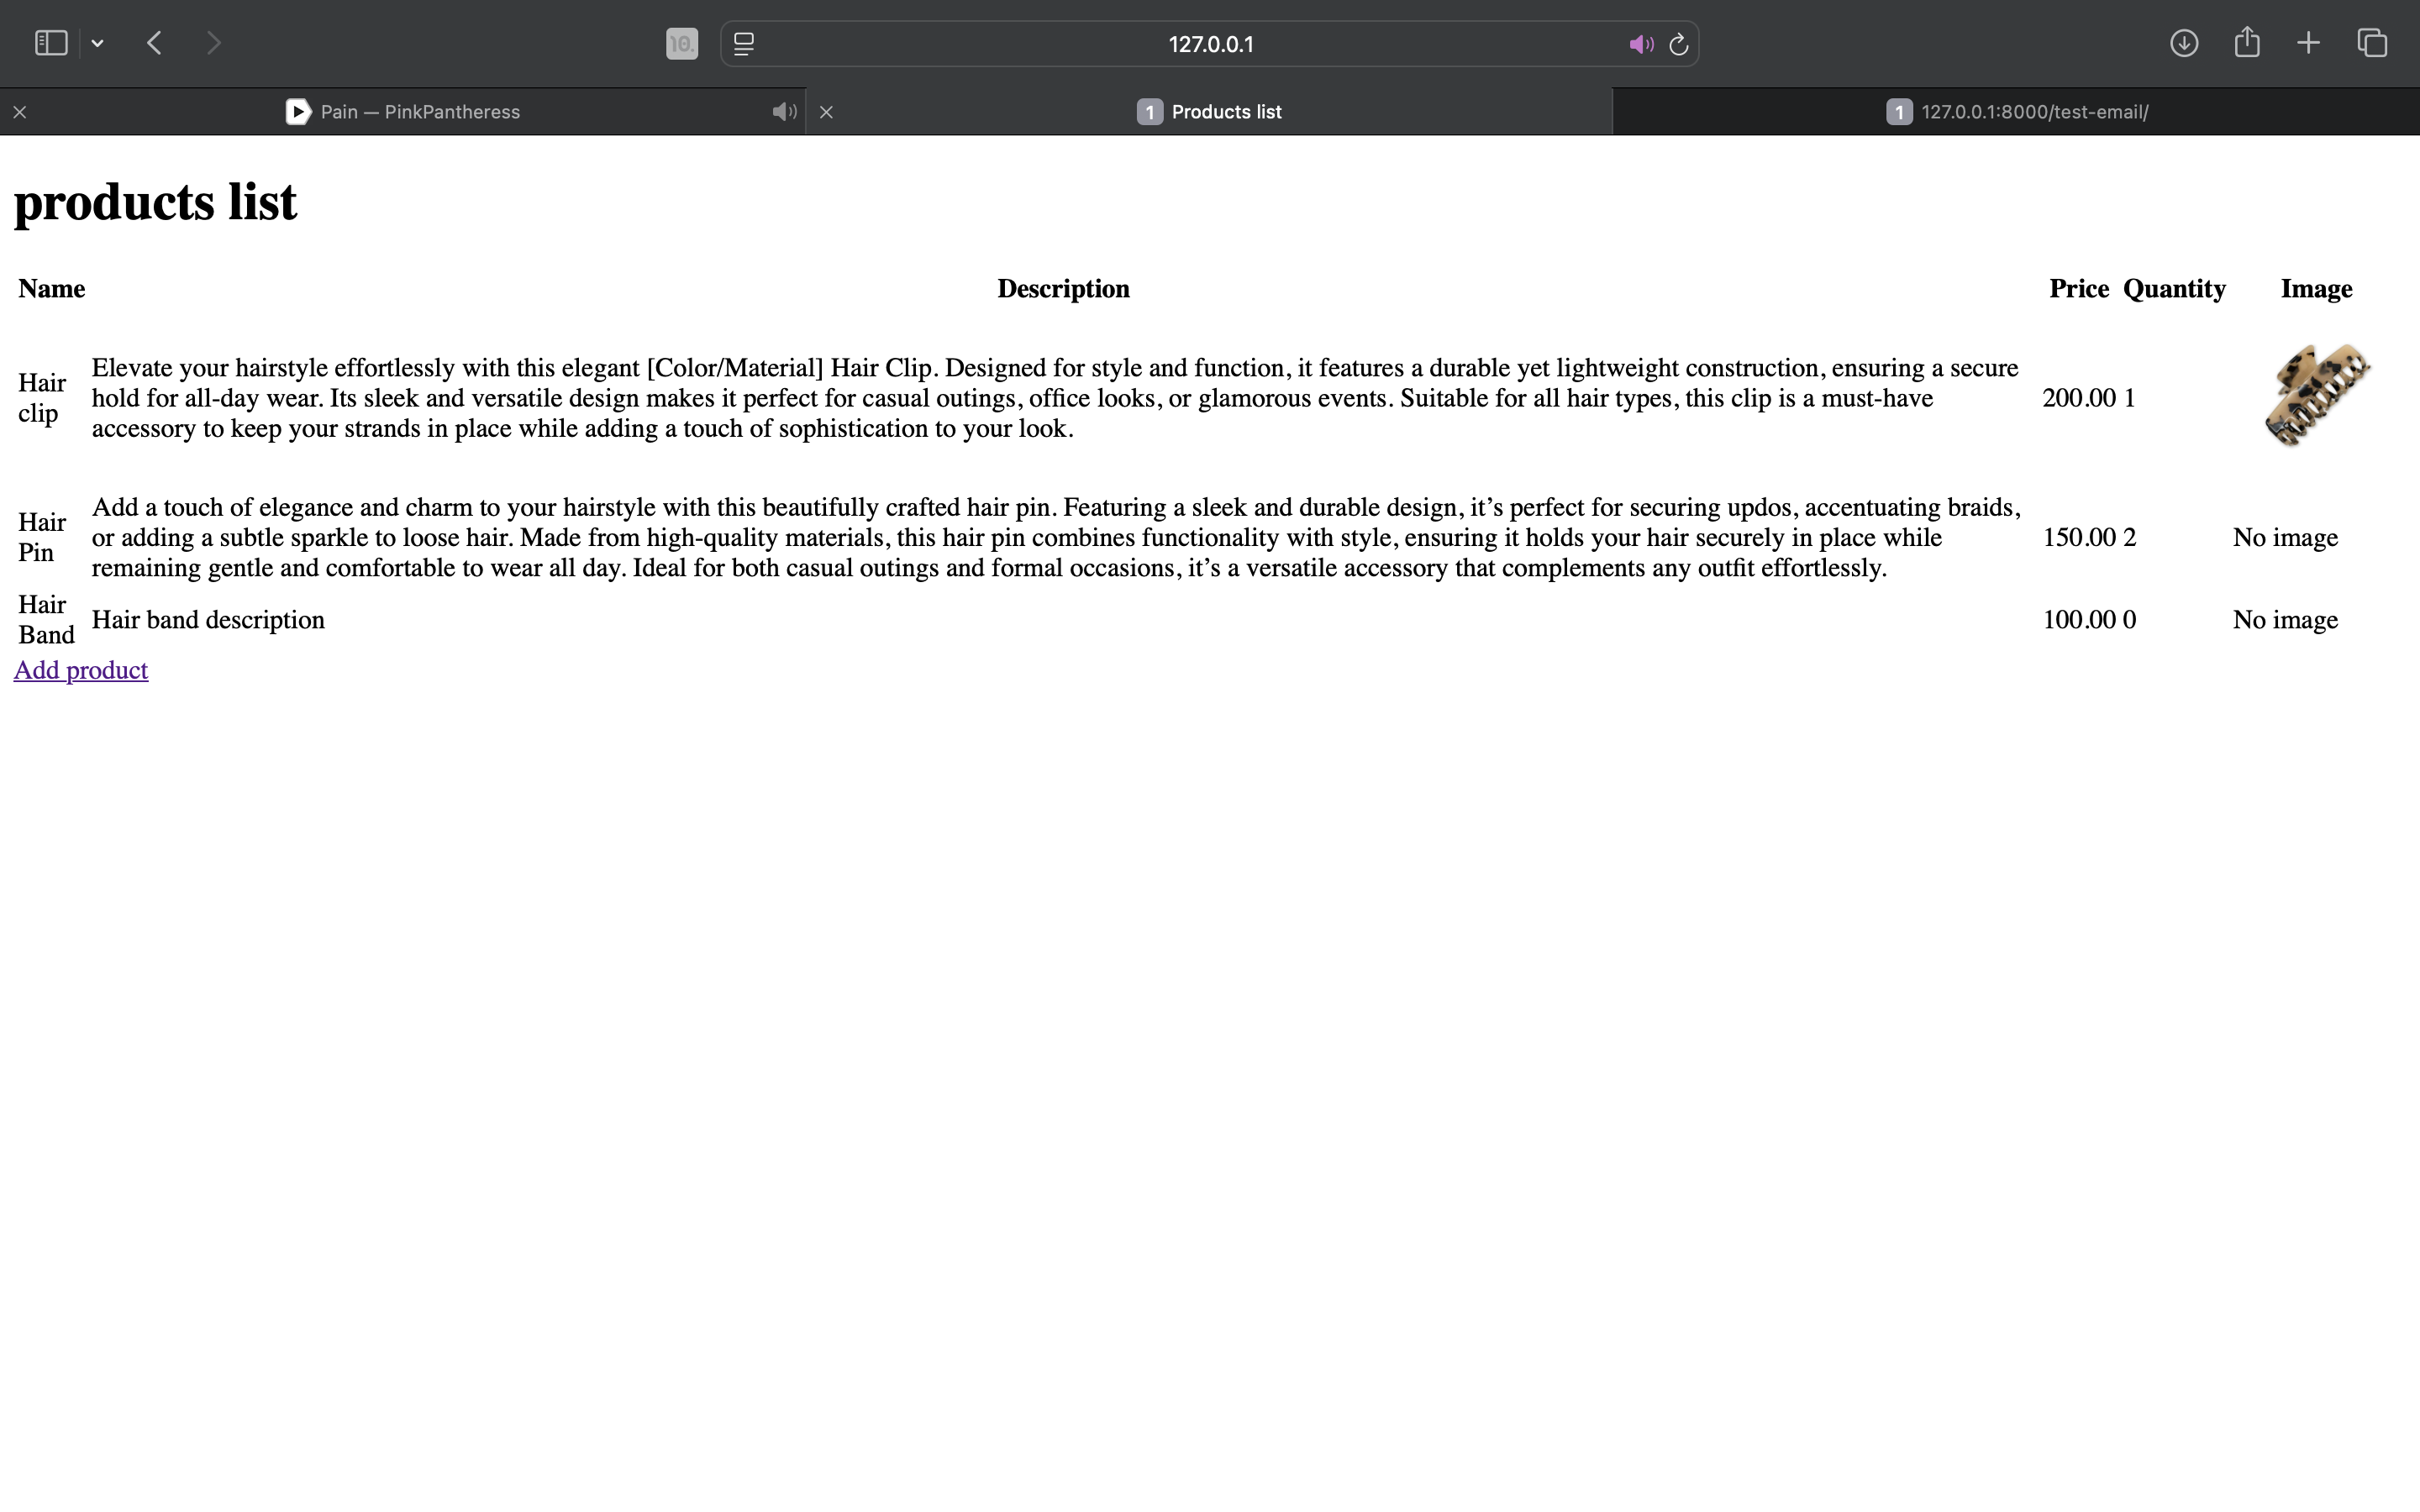 127.0.0.1
Pain — PinkPantheress
1 Products list
1 127.0.0.1:8000/test-email/
products list
Name Description Price Quantity Image
Hair clip
Elevate your hairstyle effortlessly with this elegant [Color/Material] Hair Clip. Designed for style and function, it features a durable yet lightweight construction, ensuring a secure
hold for all-day wear. Its sleek and versatile design makes it perfect for casual outings, office looks, or glamorous events. Suitable for all hair types, this clip is a must-have
accessory to keep your strands in place while adding a touch of sophistication to your look.
200.00 1
Hair Pin
Add a touch of elegance and charm to your hairstyle with this beautifully crafted hair pin. Featuring a sleek and durable design, it’s perfect for securing updos, accentuating braids,
or adding a subtle sparkle to loose hair. Made from high-quality materials, this hair pin combines functionality with style, ensuring it holds your hair securely in place while
remaining gentle and comfortable to wear all day. Ideal for both casual outings and formal occasions, it’s a versatile accessory that complements any outfit effortlessly.
150.00 2 No image
Hair Band
Hair band description
100.00 0 No image
Add product